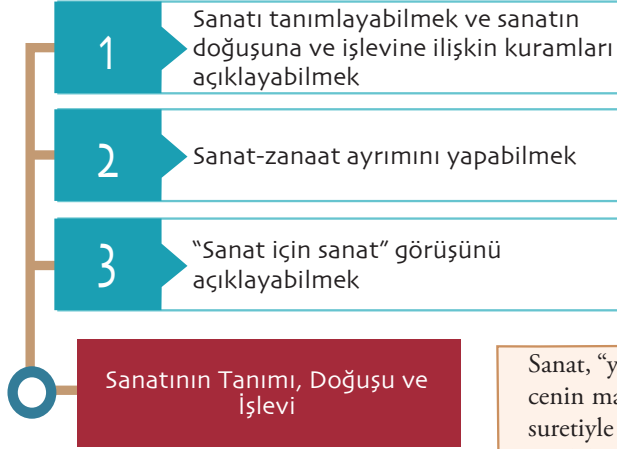 1
Sanatı tanımlayabilmek ve sanatın
doğuşuna ve işlevine ilişkin kuramları
açıklayabilmek
2
Sanat-zanaat ayrımını yapabilmek
3
“Sanat için sanat” görüşünü
açıklayabilmek
Sanatının Tanımı, Doğuşu ve
İşlevi
Sanat,
cenin
suretiyle